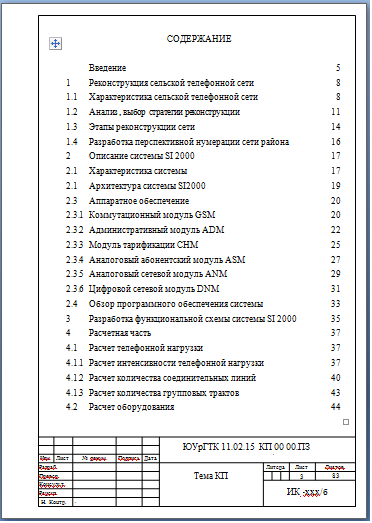 СОДЕРЖАНИЕ
Введение 5
1 Реконструкция сельской телефонной сети 8
1.1 Характеристика сельской телефонной сети 8
1.2 Анализ, выбор стратегии реконструкции 11
1.3 Этапы реконструкции сети 14
1.4 Разработка перспективной нумерации сети района 16
2 Описание системы SI 2000 17
2.1 Характеристика системы 17
2.1 Архитектура системы SI2000 19
2.3 Аппаратное обеспечение 20
2.3.1 Коммутационный модуль GSM 20
2.3.2 Административный модуль ADM 22
2.3.3 Модуль тарификации CHM 25
2.3.4 Аналоговый абонентский модуль ASM 27
2.3.5 Аналоговый сетевой модуль ANM 29
2.3.6 Цифровой сетевой модуль DNM 31
2.4 Обзор программного обеспечения системы 33
3 Разработка функциональной схемы системы SI 2000 35
4 Расчетная часть 37
4.1 Расчет телефонной нагрузки 37
4.1.1 Расчет интенсивности телефонной нагрузки 37
4.1.2 Расчет количества соединительных линий 40
4.1.3 Расчет количества групповых трактов 43
4.2 Расчет оборудования 44
ЮУрГТК 11.02.15 КП 00 00.ПЗ
Изм. Лист № докум. Подпись Дата
Разраб.
Тема КП
Литера Лист Листов
3 83
Н. Контр.
ИК -xxx/б